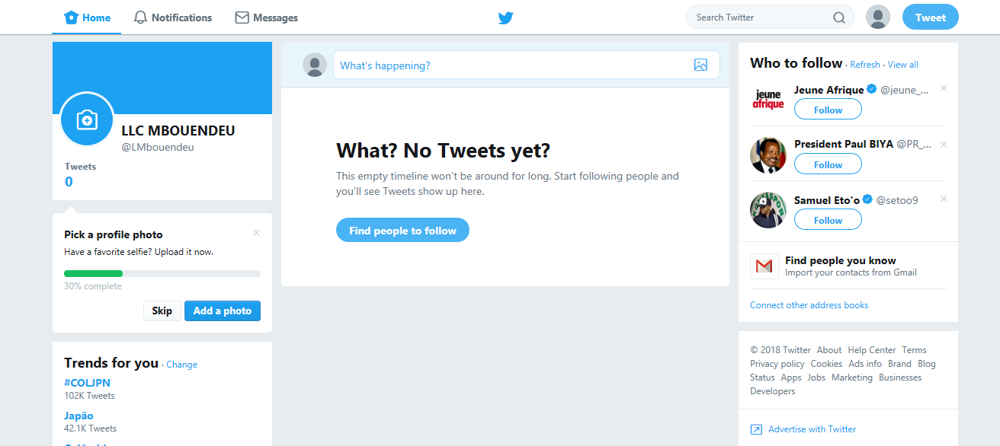 Home
Notifications
Messages
Search Twitter
Tweet
LLC MBOUENDEU
@LMbouendeu
Tweets
0
Pick a profile photo
Have a favorite selfie? Upload it now.
30% complete
Skip
Add a photo
Trends for you · Change
#COLJPN
102K Tweets
Japão
42.1K Tweets
What's happening?
What? No Tweets yet?
This empty timeline won't be around for long. Start following people and
you'll see Tweets show up here.
Find people to follow
Who to follow · Refresh · View all
jeune
afrique
Jeune Afrique @jeune_...
Follow
President Paul BIYA @PR_...
Follow
Samuel Eto'o @setoo9
Follow
Find people you know
Import your contacts from Gmail
Connect other address books
© 2018 Twitter About Help Center Terms
Privacy policy Cookies Ads info Brand Blog
Status Apps Jobs Marketing Businesses
Developers
Advertise with Twitter